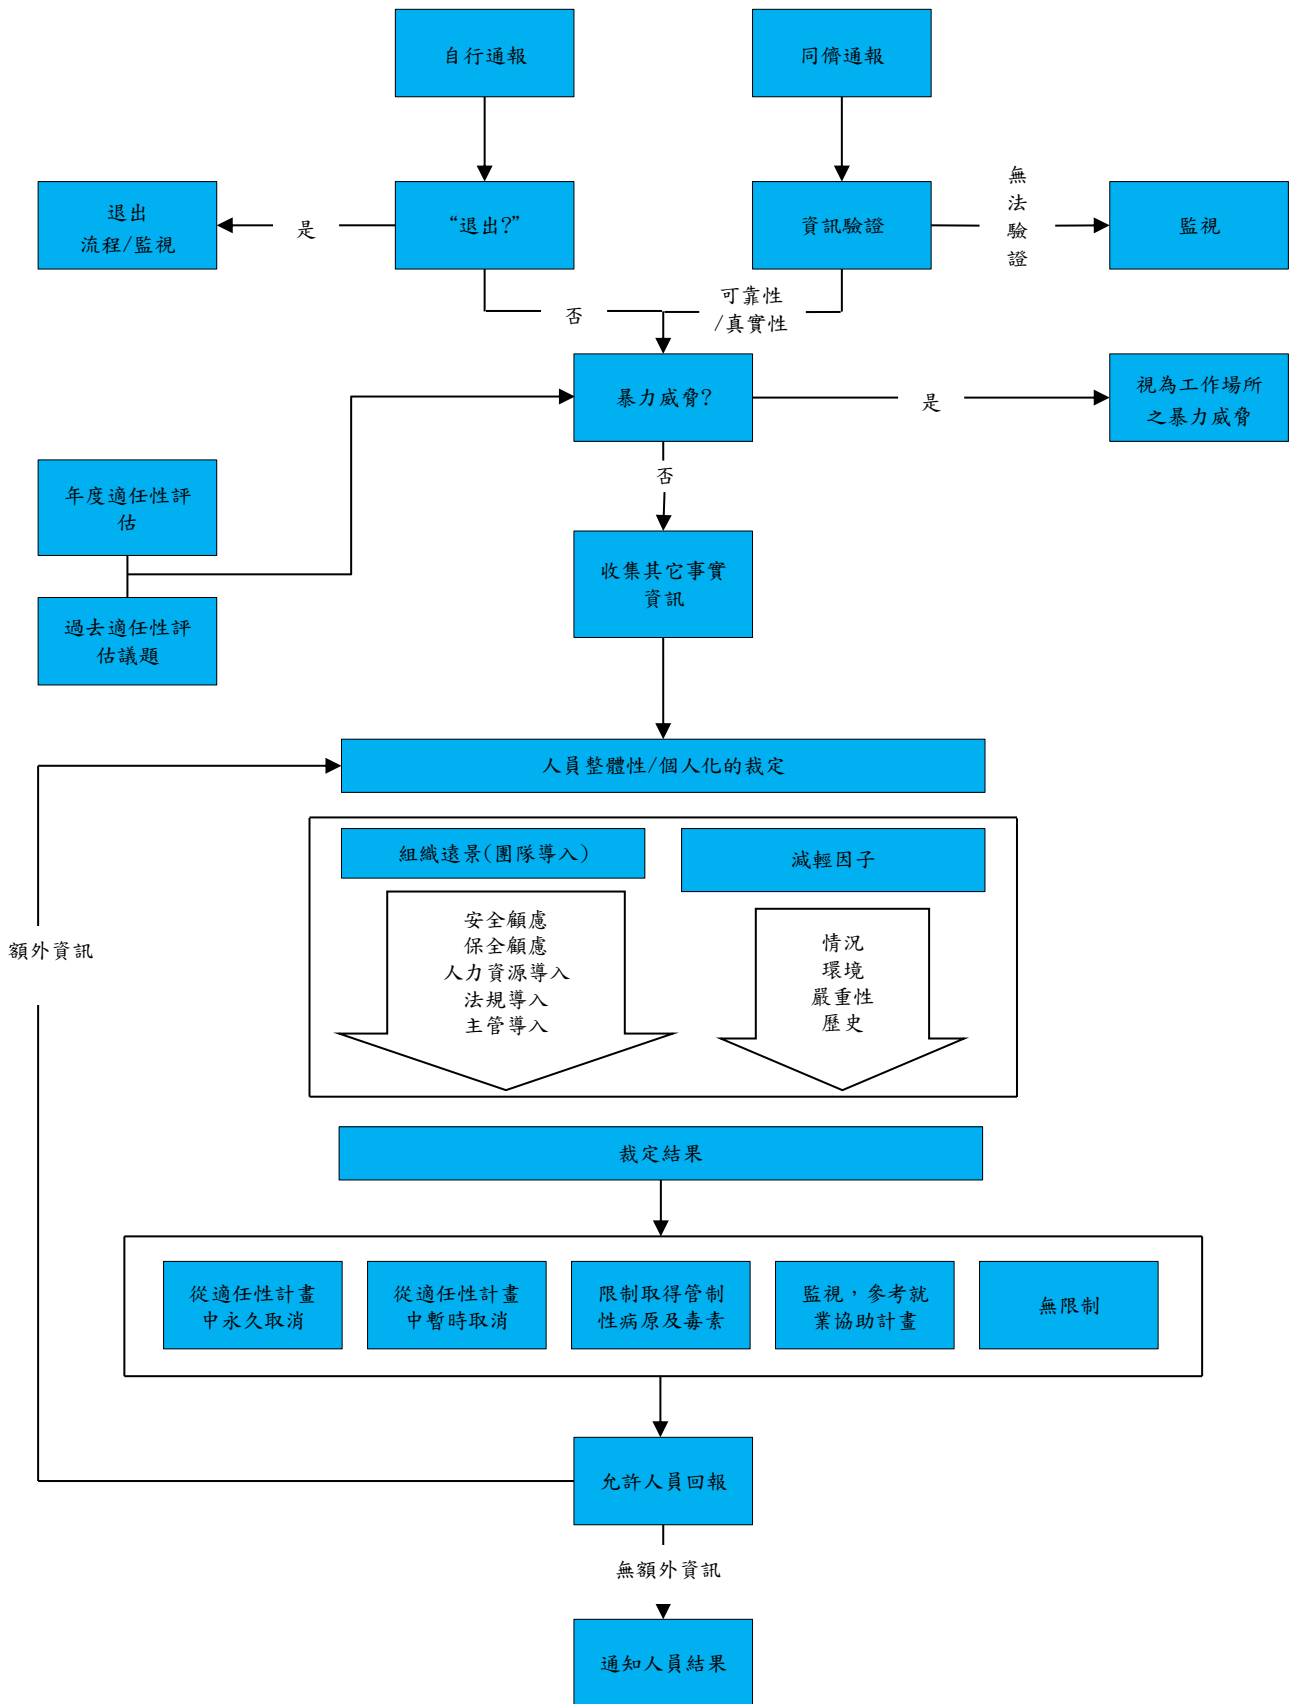 自行通報
同儕通報
退出
流程/監視
是
“退出?”
資訊驗證
無
法
驗
證
監視
否
可靠性
/真實性
暴力威脅?
是
視為工作場所
之暴力威脅
否
年度適任性評
估
過去適任性評
估議題
收集其它事實
資訊
人員整體性/個人化的裁定
組織遠景(團隊導入)
減輕因子
安全顧慮
保全顧慮
人力資源導入
法規導入
主管導入
情況
環境
嚴重性
歷史
額外資訊
裁定結果
從適任性計畫
中永久取消
從適任性計畫
中暫時取消
限制取得管制
性病原及毒素
監視，參考就
業協助計畫
無限制
允許人員回報
無額外資訊
通知人員結果